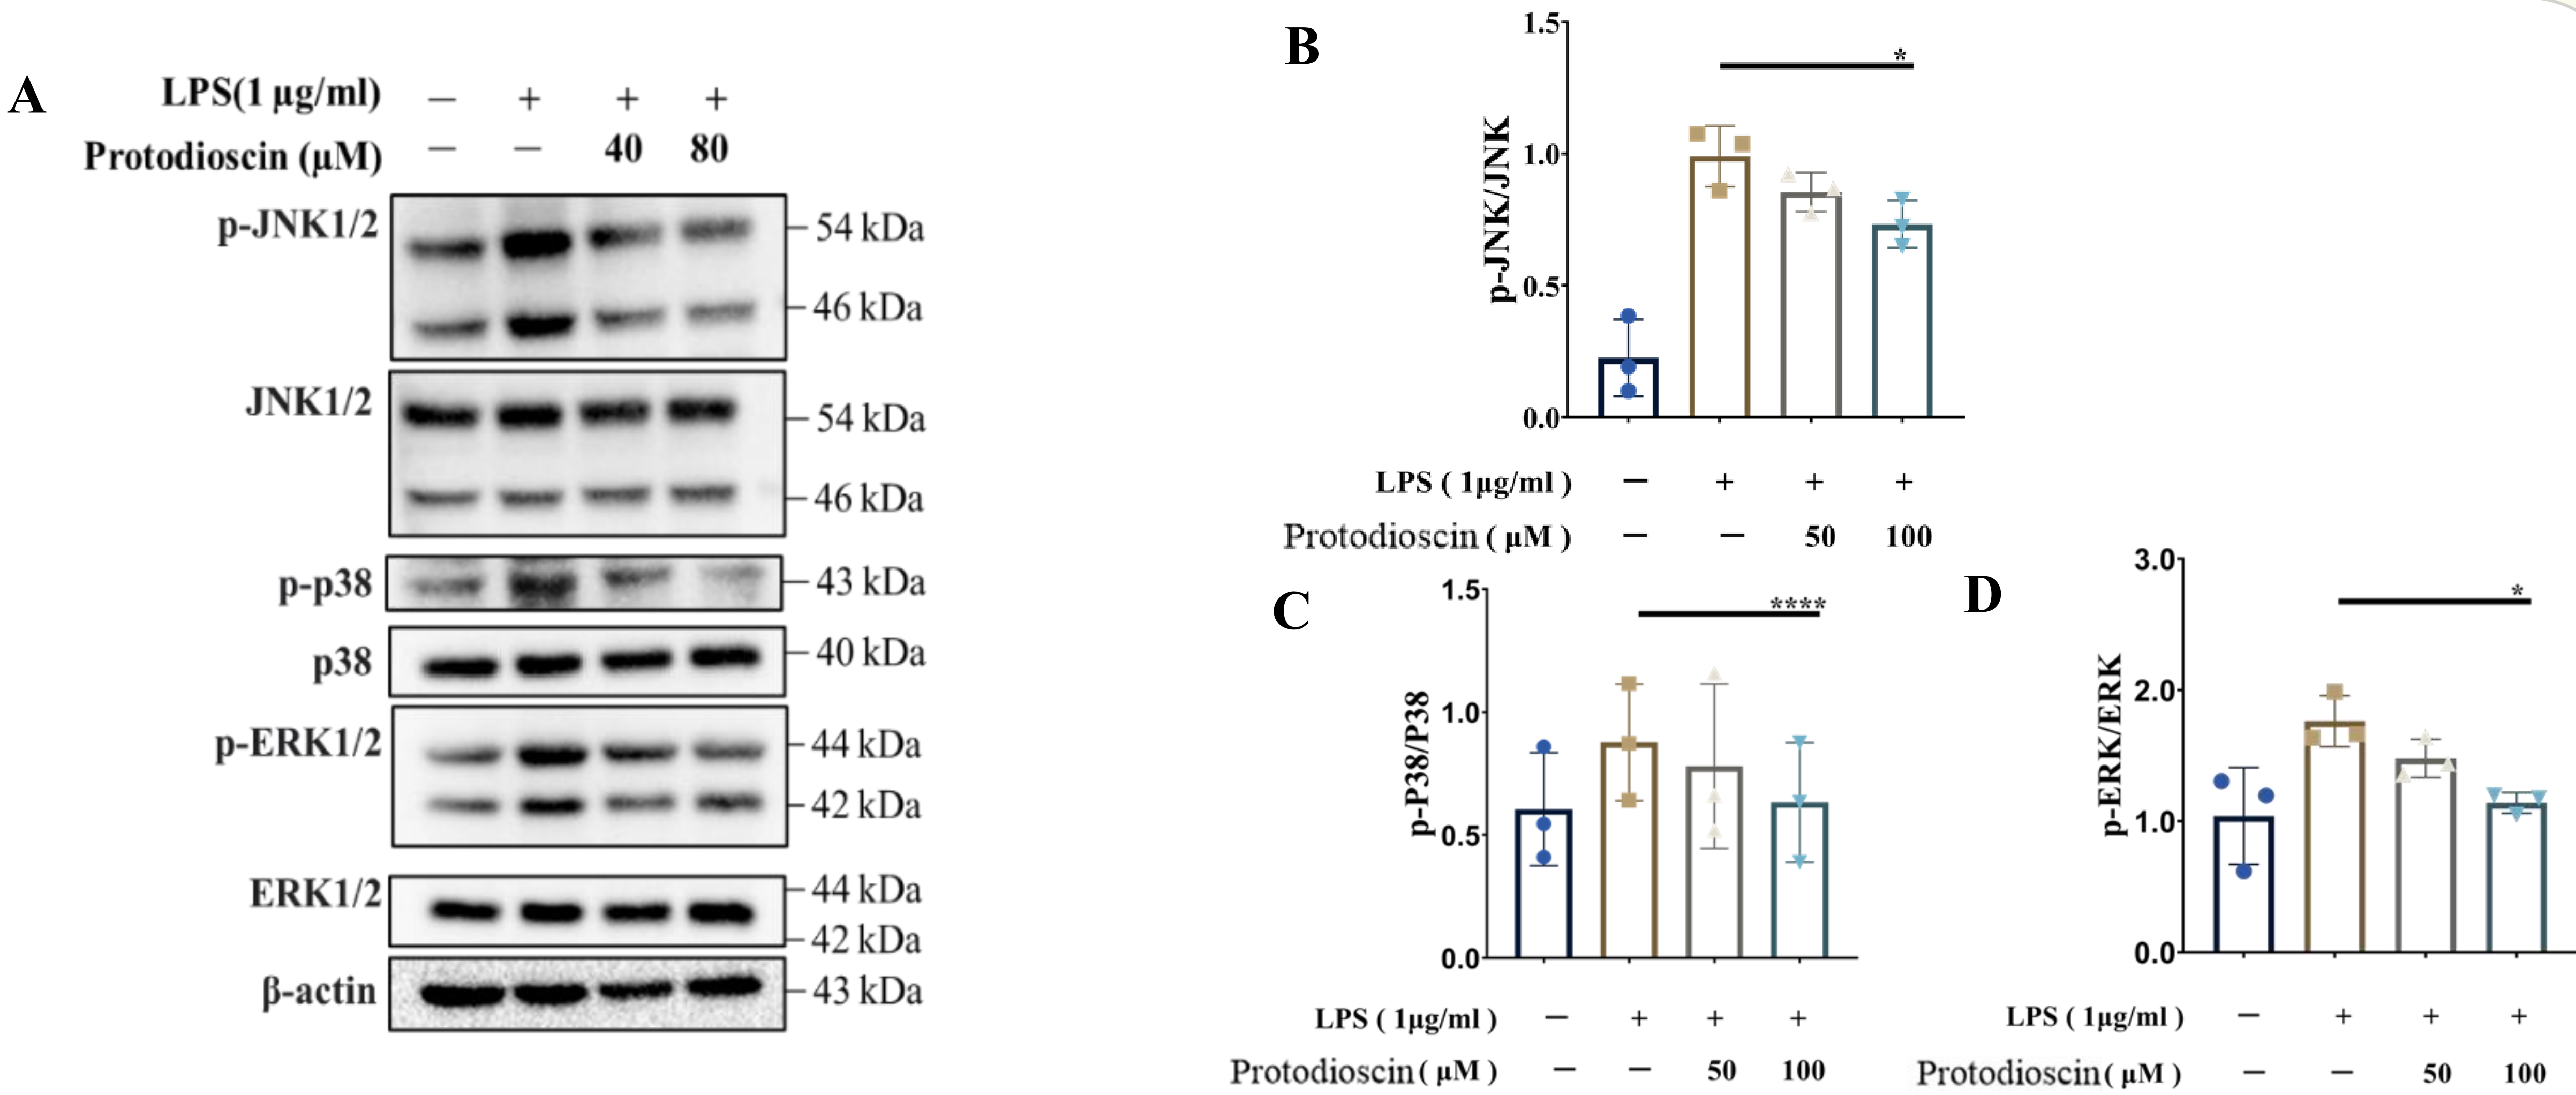 A
LPS(1 μg/ml) — + + +
Protodioscin (μM) — — 40 80
p-JNK1/2
54 kDa
46 kDa
JNK1/2
54 kDa
46 kDa
p-p38
43 kDa
p38
40 kDa
p-ERK1/2
44 kDa
42 kDa
ERK1/2
44 kDa
42 kDa
β-actin
43 kDa
B
p-JNK/JNK
1.5
1.0
0.5
0.0
*
LPS ( 1μg/ml ) — + + +
Protodioscin ( μM ) — — 50 100
C
p-P38/P38
1.5
1.0
0.5
0.0
****
LPS ( 1μg/ml ) — + + +
Protodioscin ( μM ) — — 50 100
D
p-ERK/ERK
3.0
2.0
1.0
0.0
*
LPS ( 1μg/ml ) — + + +
Protodioscin ( μM ) — — 50 100